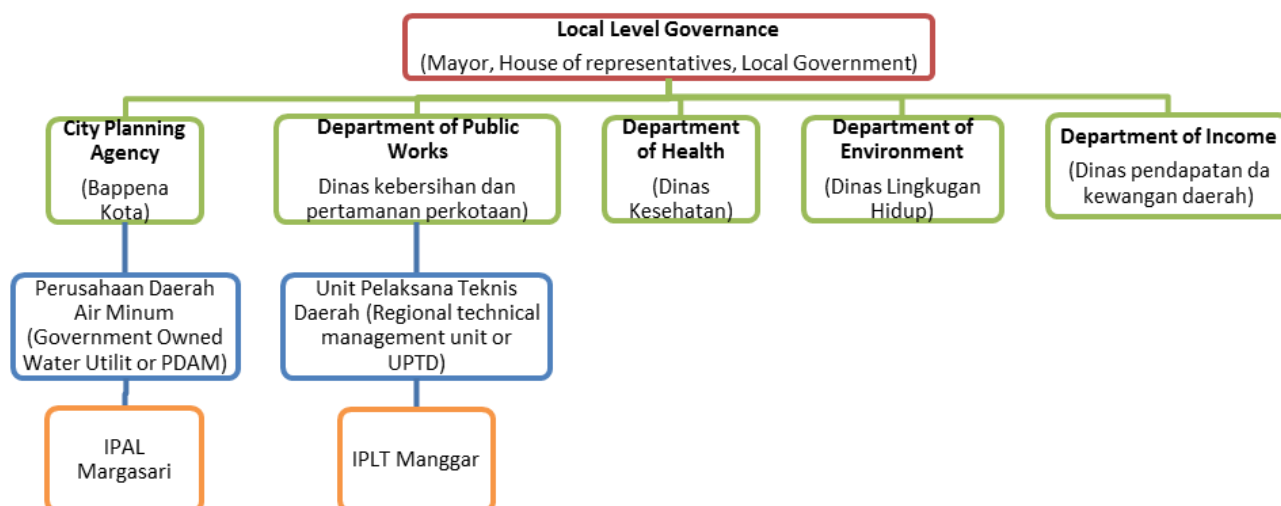 Local Level Governance
(Mayor, House of representatives, Local Government)
City Planning
Agency
(Bappena
Kota)
Department of Public
Works
Dinas kebersihan dan
pertamanan perkotaan)
Department
of Health
(Dinas
Kesehatan)
Department of
Environment
(Dinas Lingkugan
Hidup)
Department of Income
(Dinas pendapatan da
kewangan daerah)
Perusahaan Daerah
Air Minum
(Government Owned
Water Utilit or PDAM)
Unit Pelaksana Teknis
Daerah (Regional technical
management unit or
UPTD)
IPAL
Margasari
IPLT Manggar